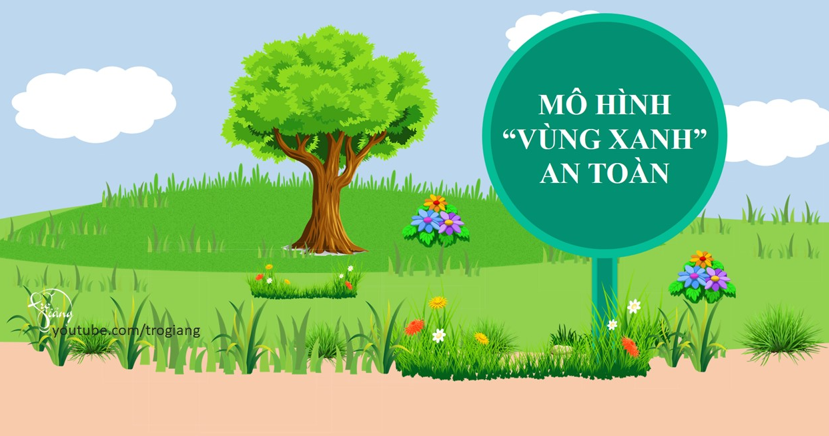 MÔ HÌNH
“VÙNG XANH”
AN TOÀN
youtube.com/trogiang